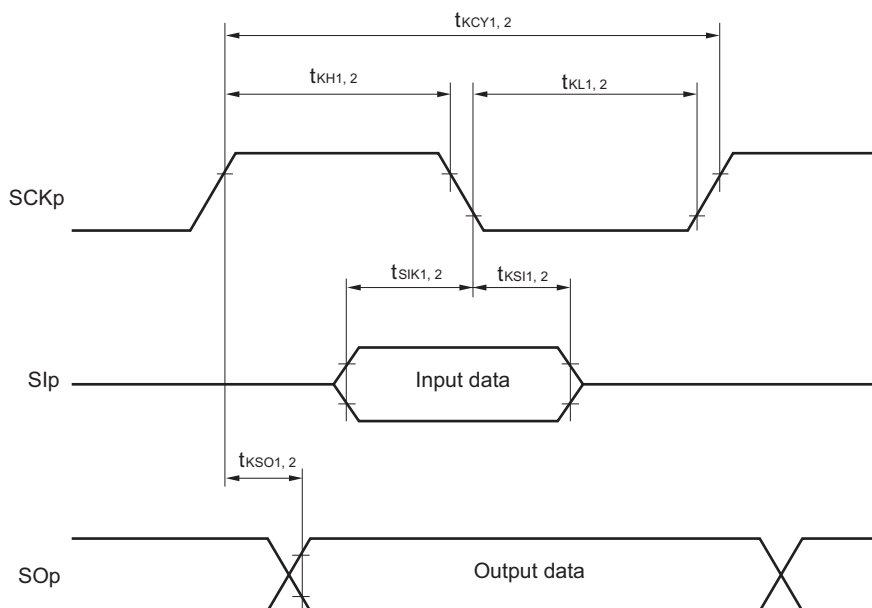 tKCY1, 2
tKH1, 2
tKL1, 2
SCKp
tSIK1, 2
tKSI1, 2
SIp
Input data
tKSO1, 2
SOp
Output data